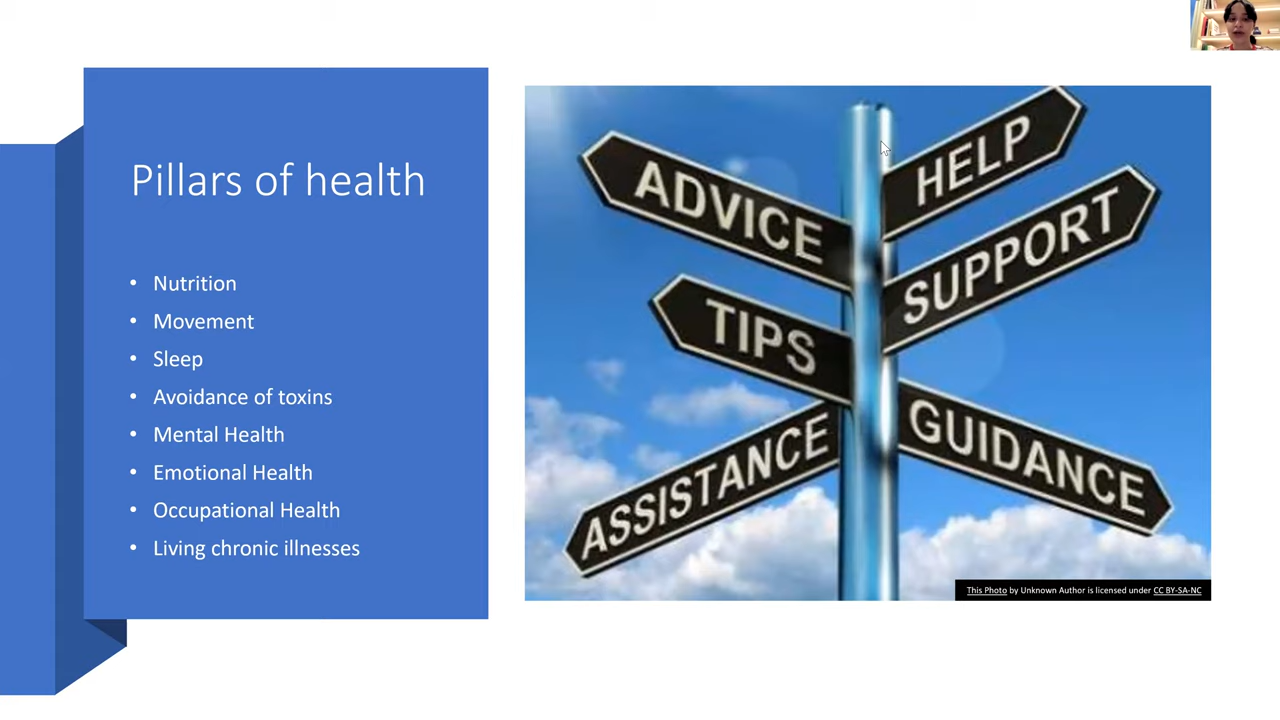 Pillars of health
• Nutrition
• Movement
• Sleep
• Avoidance of toxins
• Mental Health
• Emotional Health
• Occupational Health
• Living chronic illnesses
ADVICE
HELP
SUPPORT
TIPS
GUIDANCE
ASSISTANCE
This Photo by Unknown Author is licensed under CC BY-SA-NC